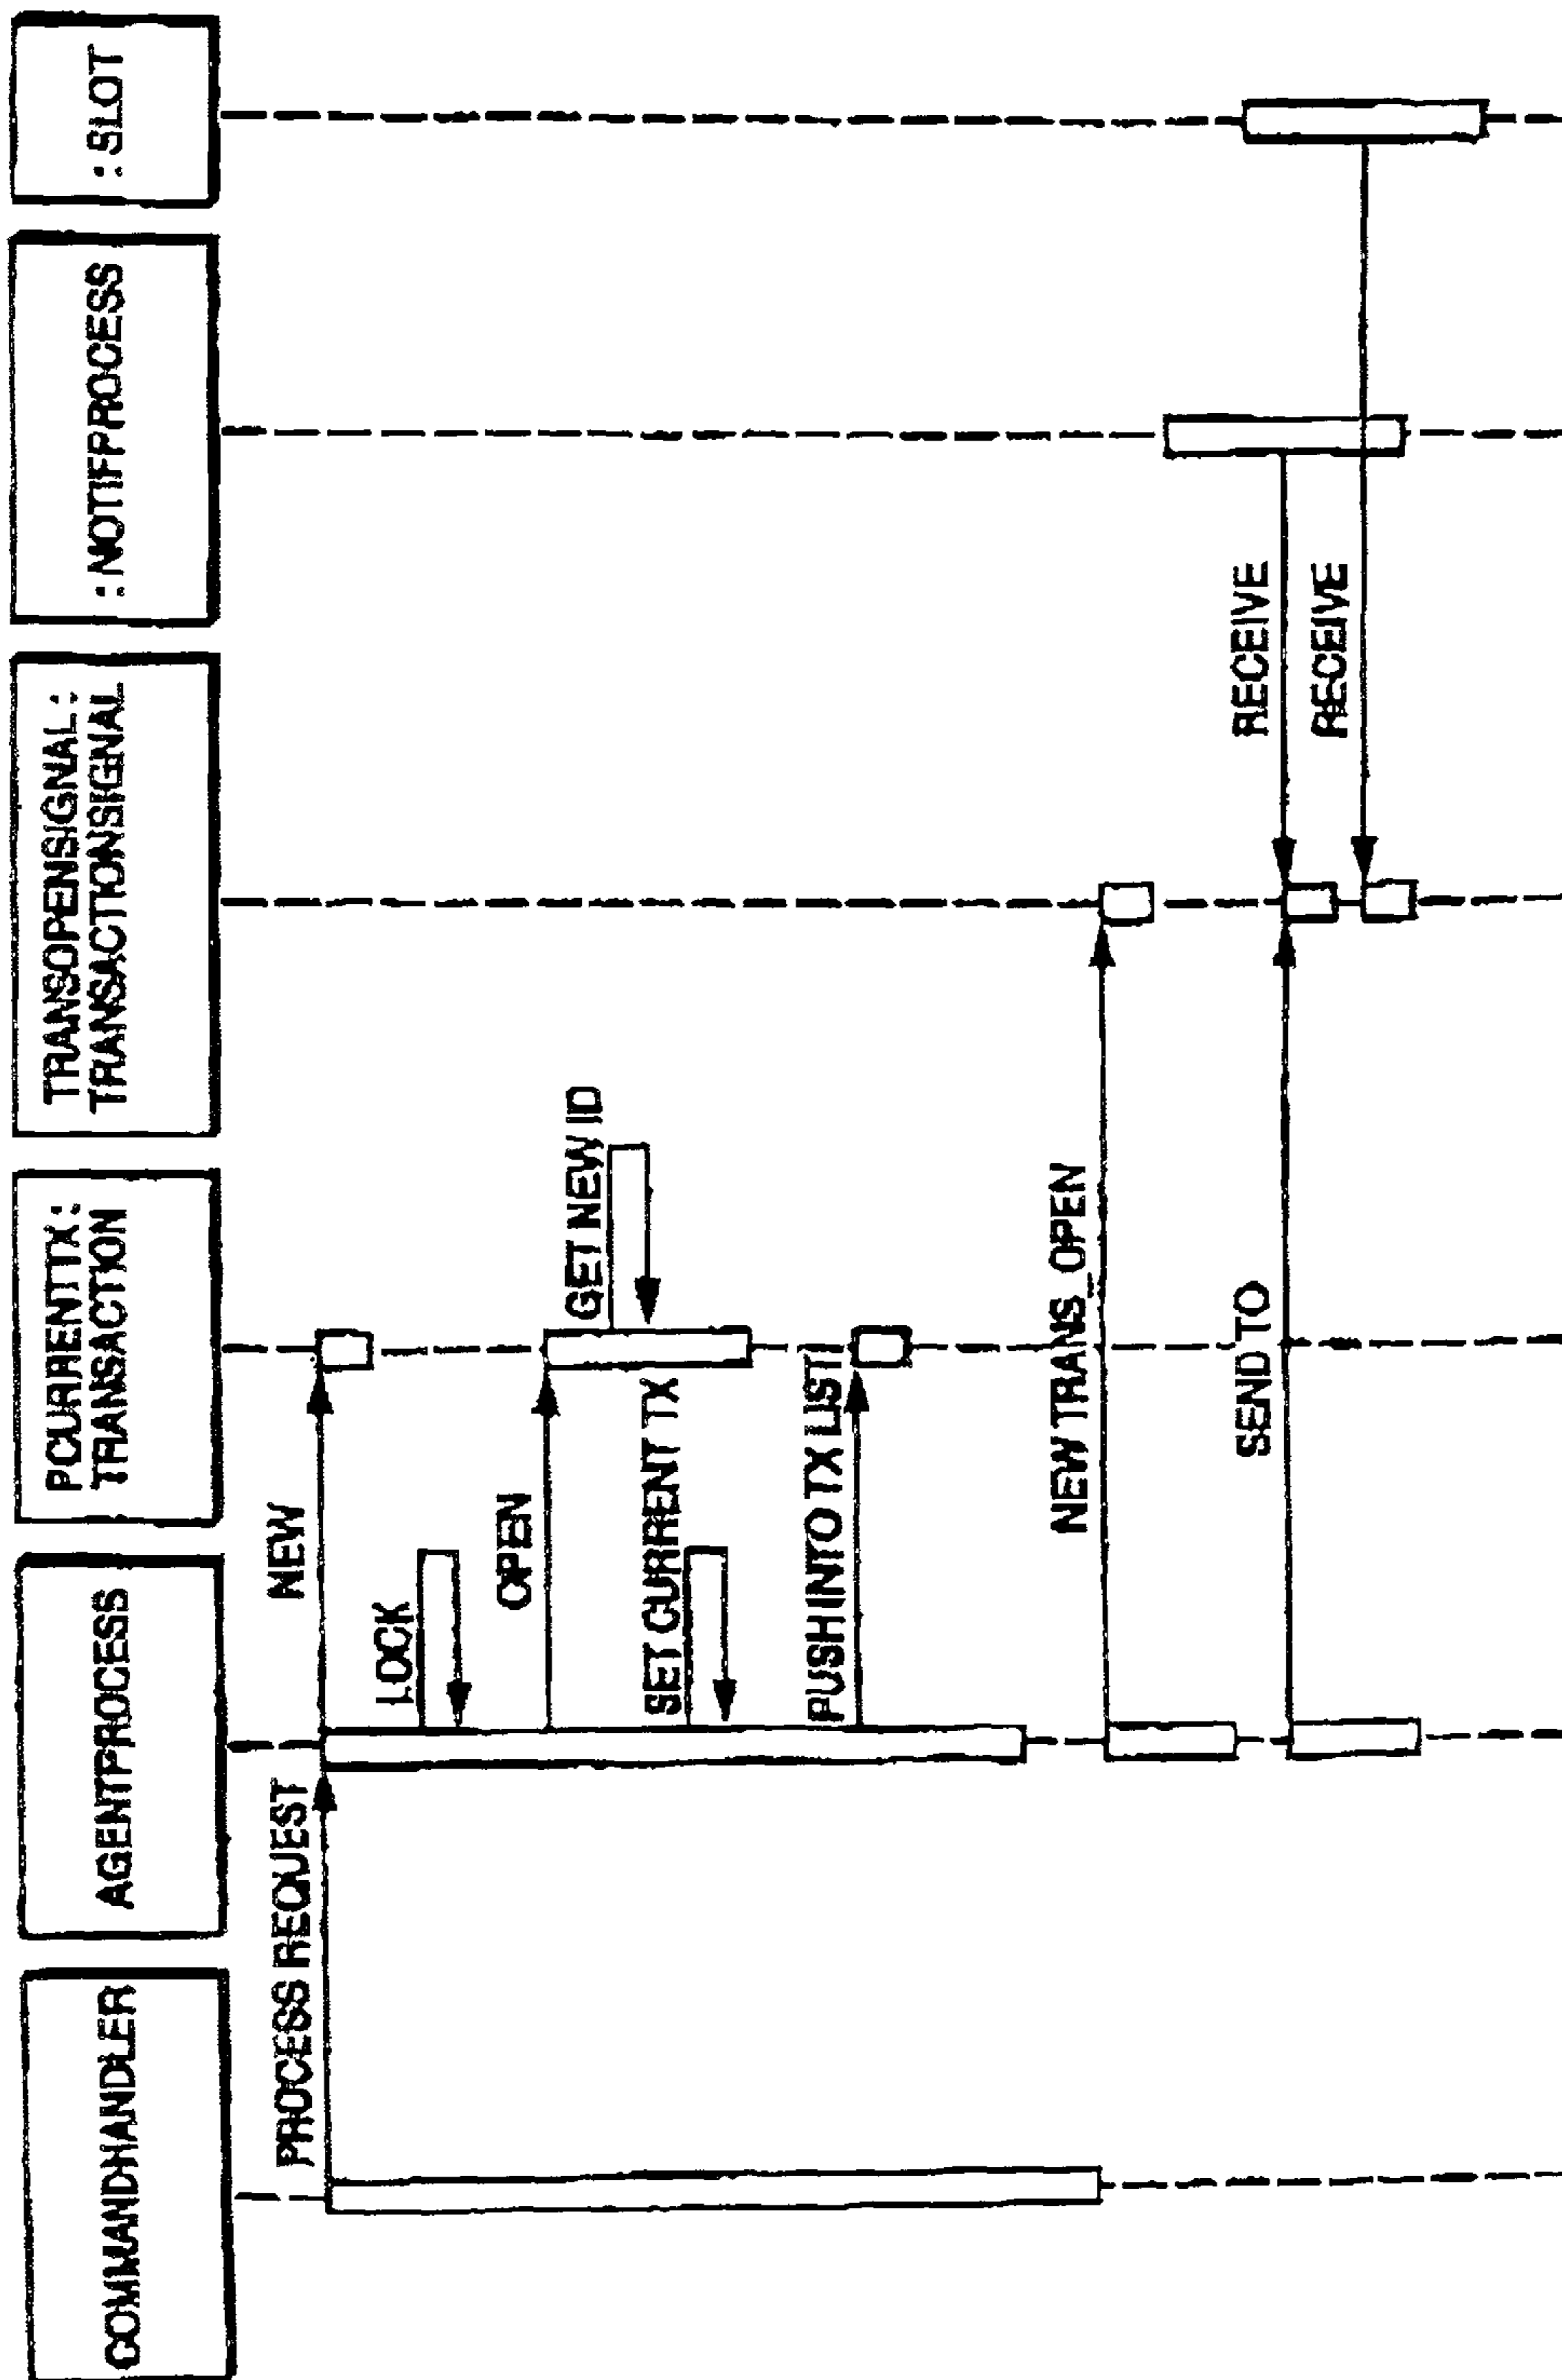 COMMANDHANDLER
AGENTPROCESS
PCURRENTTX:
TRANSACTION
TRANSOPENSIGNAL:
TRANSACTIONSIGNAL
:NOTIFPROCESS
:SLOT
PROCESS REQUEST
NEW
LOCK
OPEN
GET NEW ID
SET CURRENT TX
PUSH INTO TX LIST
NEW TRANS_OPEN
SEND TO
RECEIVE
RECEIVE